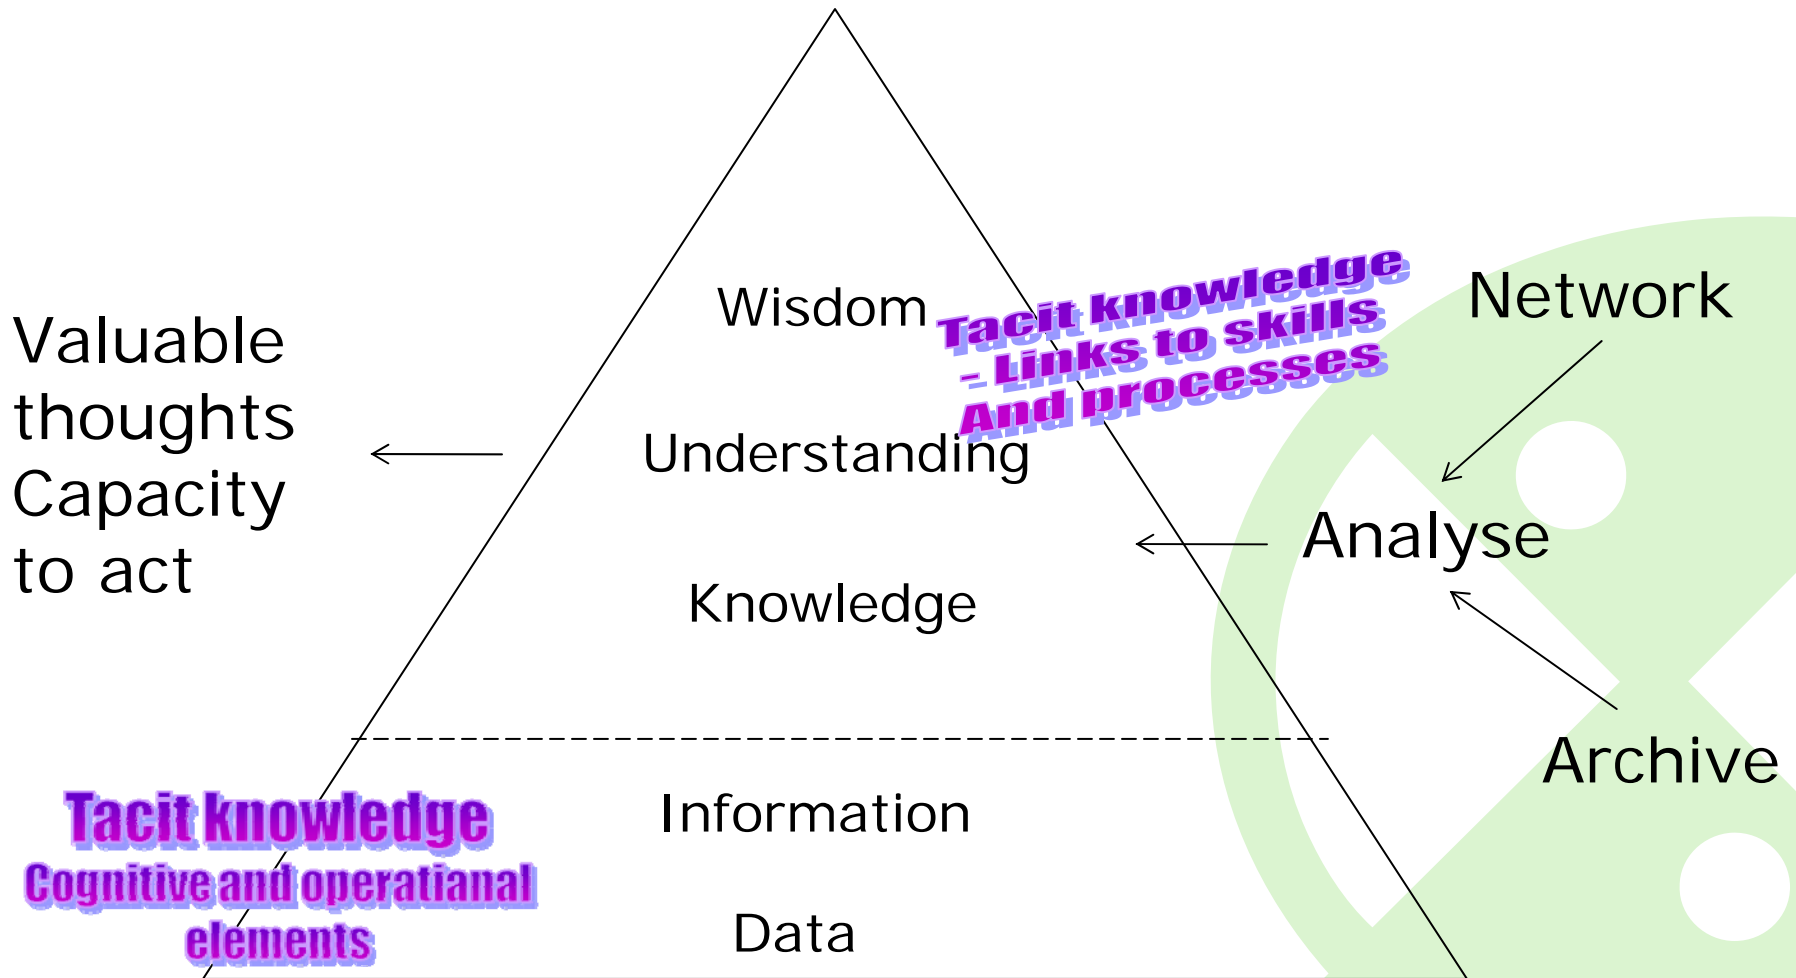 Wisdom
Tacit knowledge
- Links to skills
And processes
Network
Valuable
thoughts
Capacity
to act
Understanding
Analyse
Knowledge
Archive
Information
Tacit knowledge
Cognitive and operatianal
elements
Data